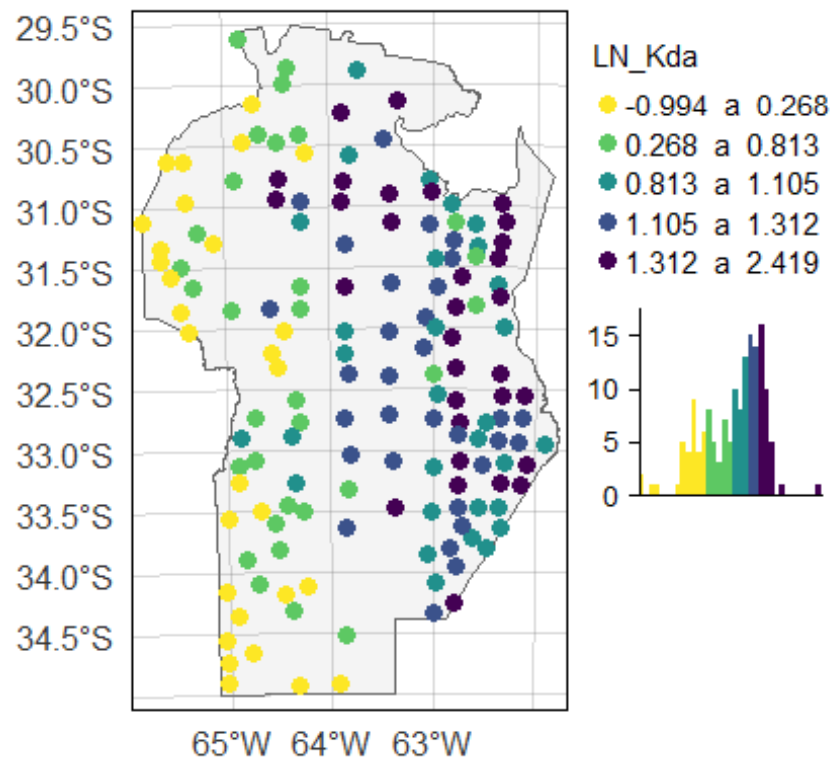 29.5°S
30.0°S
30.5°S
31.0°S
31.5°S
32.0°S
32.5°S
33.0°S
33.5°S
34.0°S
34.5°S
65°W 64°W 63°W
LN_Kda
-0.994 a 0.268
0.268 a 0.813
0.813 a 1.105
1.105 a 1.312
1.312 a 2.419
15
10
5
0